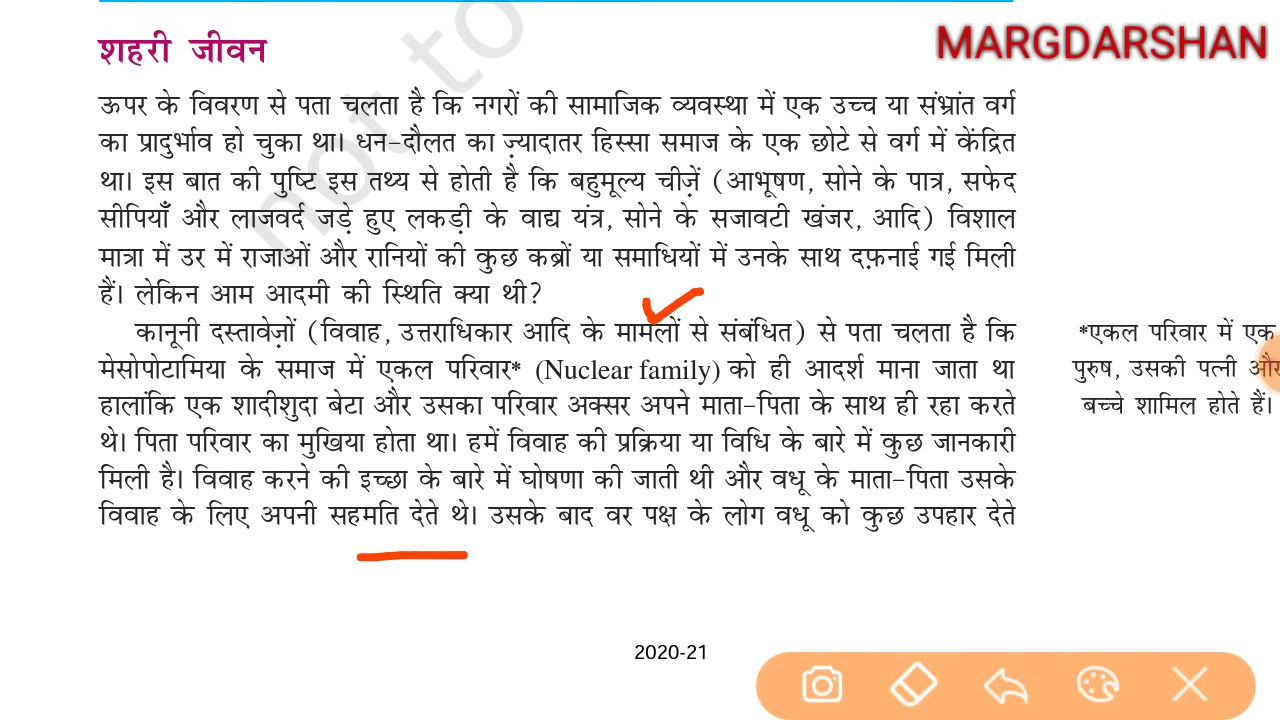 शहरी जीवन
MARGDARSHAN
not to
ऊपर के विवरण से पता चलता है कि नगरों की सामाजिक व्यवस्था में एक उच्च या संभ्रांत वर्ग
का प्रादुर्भाव हो चुका था। धन-दौलत का ज़्यादातर हिस्सा समाज के एक छोटे से वर्ग में केंद्रित
था। इस बात की पुष्टि इस तथ्य से होती है कि बहुमूल्य चीज़ें (आभूषण, सोने के पात्र, सफेद
सीपियाँ और लाजवर्द जड़े हुए लकड़ी के वाद्य यंत्र, सोने के सजावटी खंजर, आदि) विशाल
मात्रा में उर में राजाओं और रानियों की कुछ कब्रों या समाधियों में उनके साथ दफ़नाई गई मिली
हैं। लेकिन आम आदमी की स्थिति क्या थी?
कानूनी दस्तावेज़ों (विवाह, उत्तराधिकार आदि के मामलों से संबंधित) से पता चलता है कि
मेसोपोटामिया के समाज में एकल परिवार* (Nuclear family) को ही आदर्श माना जाता था
हालांकि एक शादीशुदा बेटा और उसका परिवार अक्सर अपने माता-पिता के साथ ही रहा करते
थे। पिता परिवार का मुखिया होता था। हमें विवाह की प्रक्रिया या विधि के बारे में कुछ जानकारी
मिली है। विवाह करने की इच्छा के बारे में घोषणा की जाती थी और वधू के माता-पिता उसके
विवाह के लिए अपनी सहमति देते थे। उसके बाद वर पक्ष के लोग वधू को कुछ उपहार देते
*एकल परिवार में एक
पुरुष, उसकी पत्नी और
बच्चे शामिल होते हैं।
2020-21